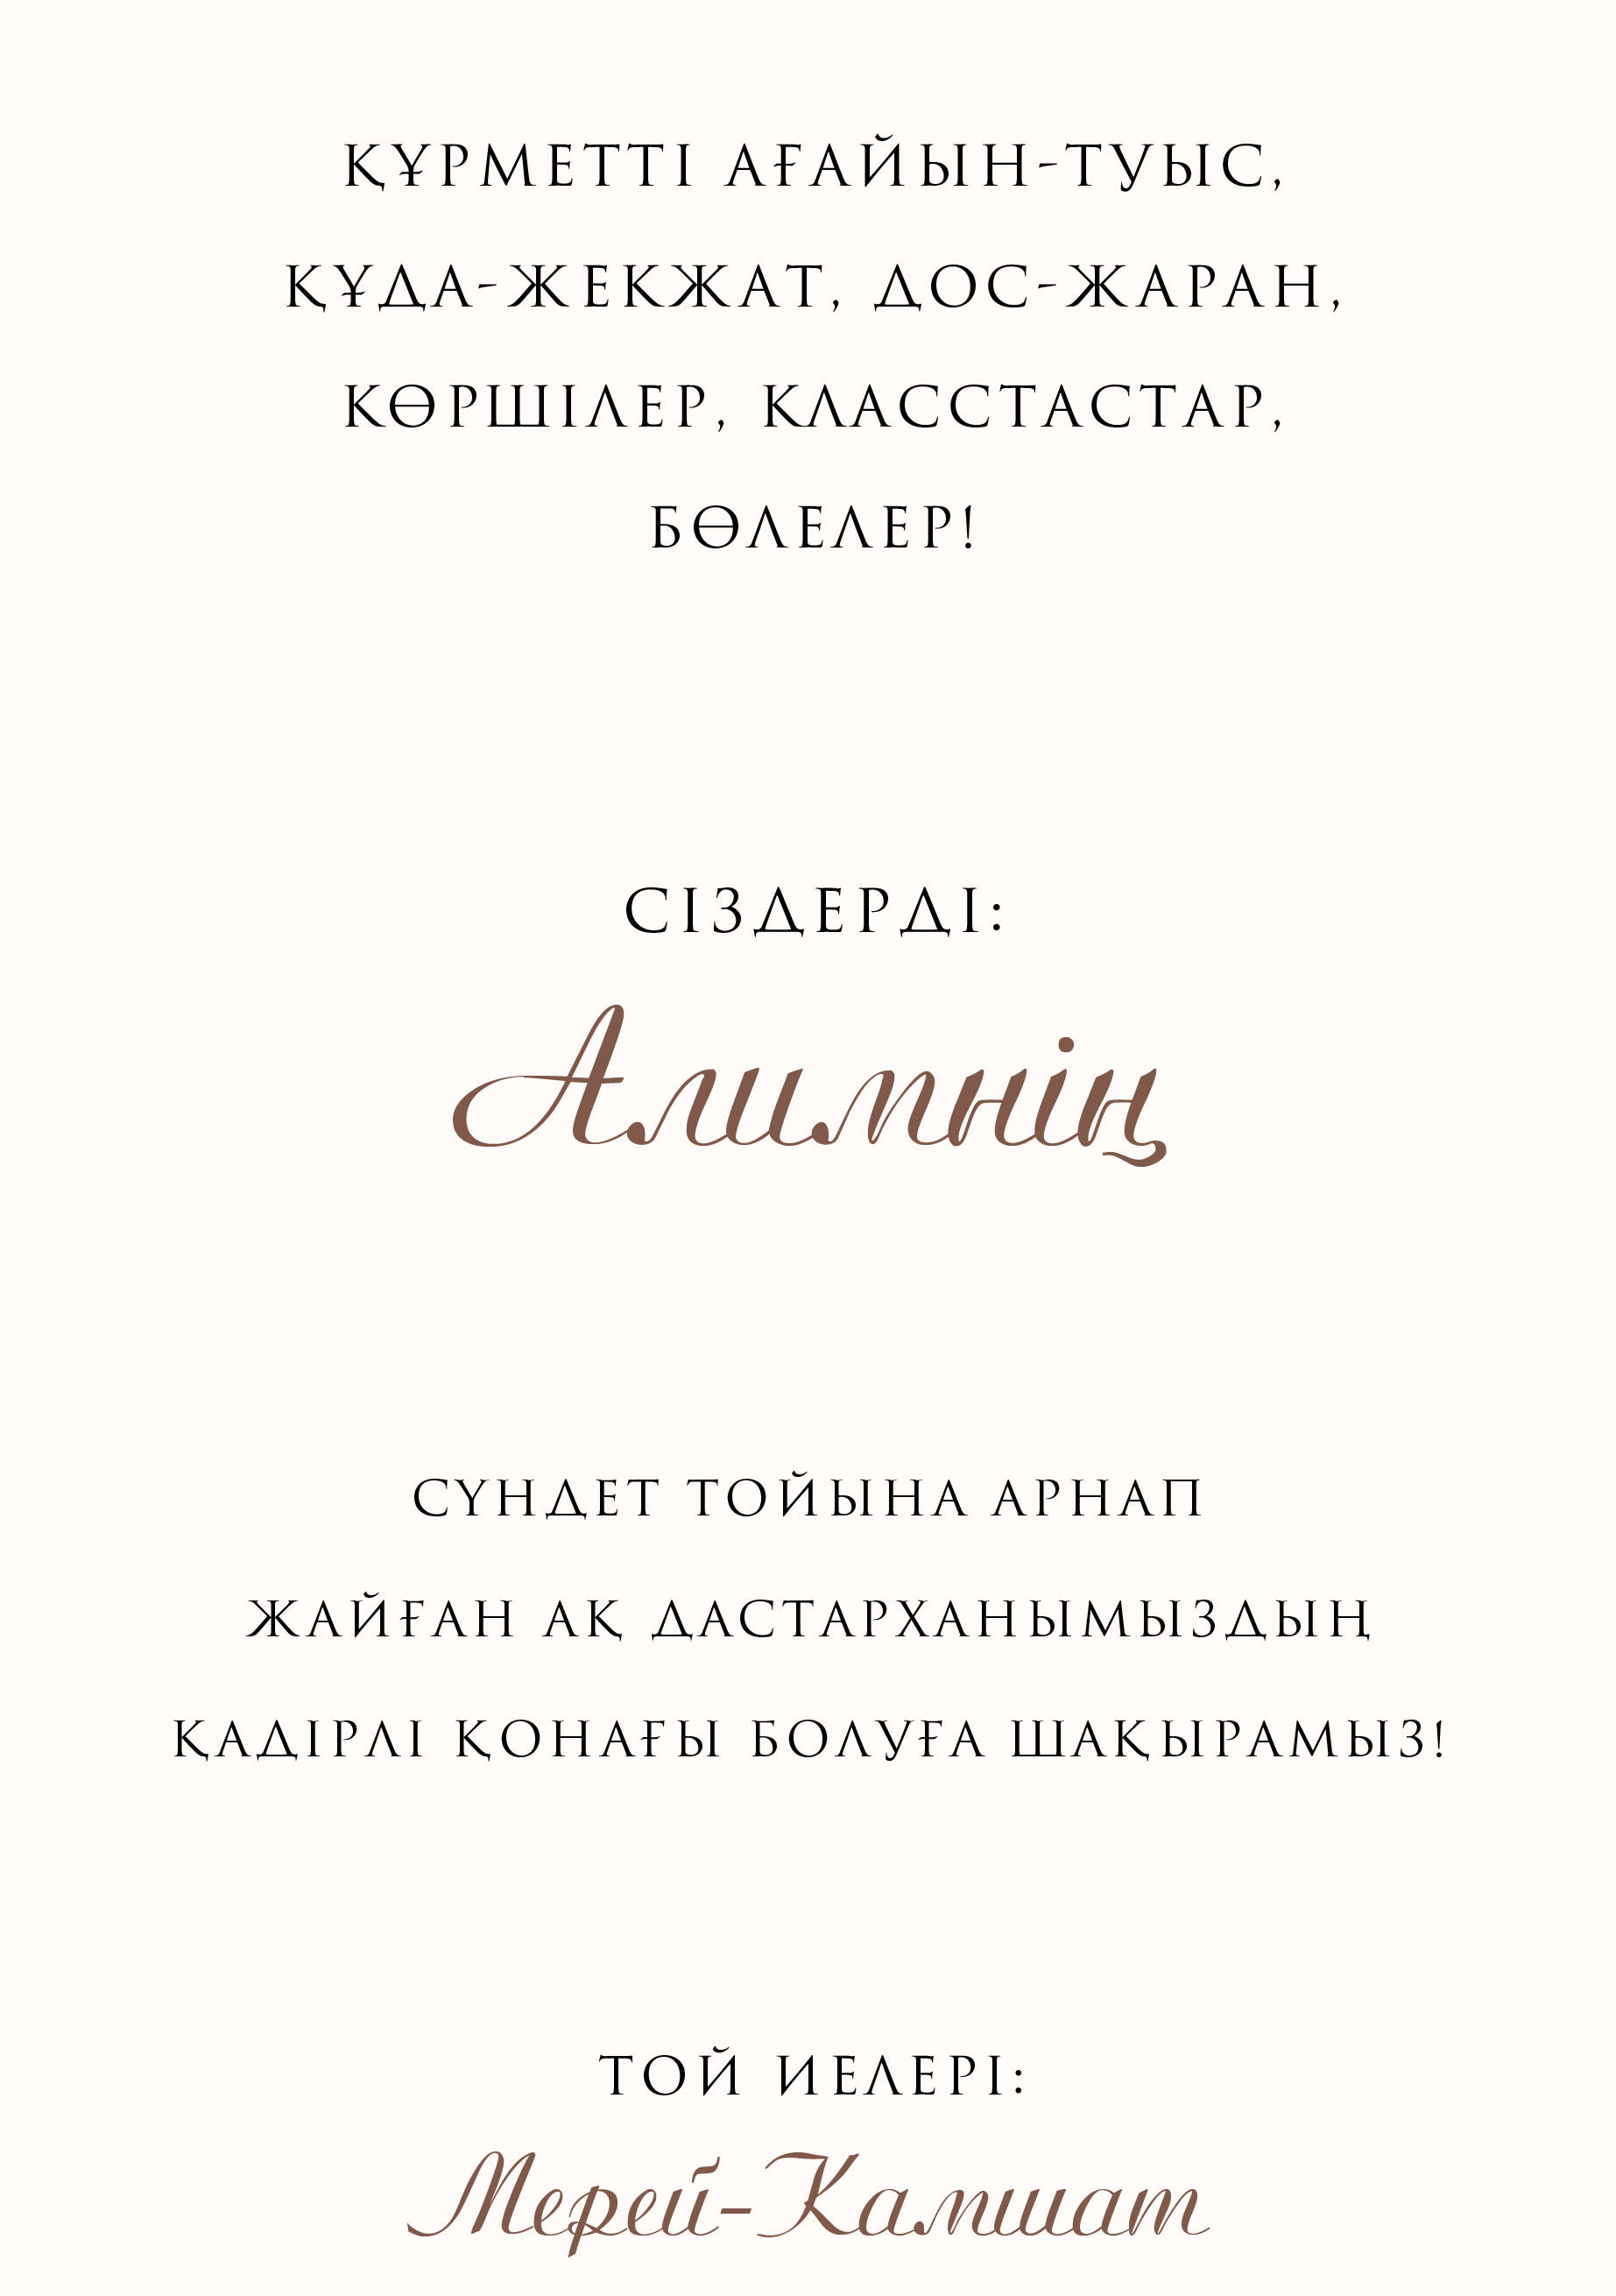 ҚҰРМЕТТІ АҒАЙЫН-ТУЫС,
ҚҰДА-ЖЕКЖАТ, ДОС-ЖАРАН,
КӨРШІЛЕР, КЛАССТАСТАР,
БӨЛЕЛЕР!
СІЗДЕРДІ:
Алимнің
СҮНДЕТ ТОЙЫНА АРНАП
ЖАЙҒАН АҚ ДАСТАРХАНЫМЫЗДЫҢ
ҚАДІРЛІ ҚОНАҒЫ БОЛУҒА ШАҚЫРАМЫЗ!
ТОЙ ИЕЛЕРІ:
Мерей-Камшат